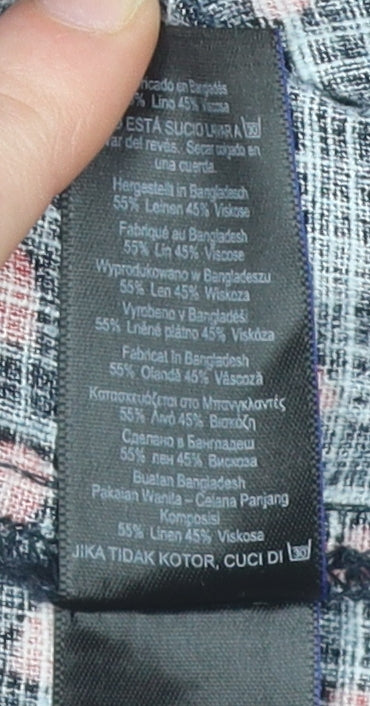 ricado en Bangladés
% Lino 45% Viscosa
ESTÁ SUCIO LAVAR A 30
var del revés. Secar colgado en
una cuerda.
Hergestellt in Bangladesch
55% Leinen 45% Viskose
Fabriqué au Bangladesh
55% Lin 45% Viscose
Wyprodukowano w Bangladeszu
55% Len 45% Wiskoza
Vyrobeno v Bangladéši
55% Lněné plátno 45% Viskóza
Fabricat în Bangladesh
55% Olandă 45% Vâscoză
Κατασκευάζεται στο Μπανγκλαντές
55% Λινό 45% Βισκόζη
Сделано в Бангладеш
55% лен 45% Вискоза
Buatan Bangladesh
Pakaian Wanita - Celana Panjang
Komposisi
55% Linen 45% Viskosa
JIKA TIDAK KOTOR, CUCI DI 30